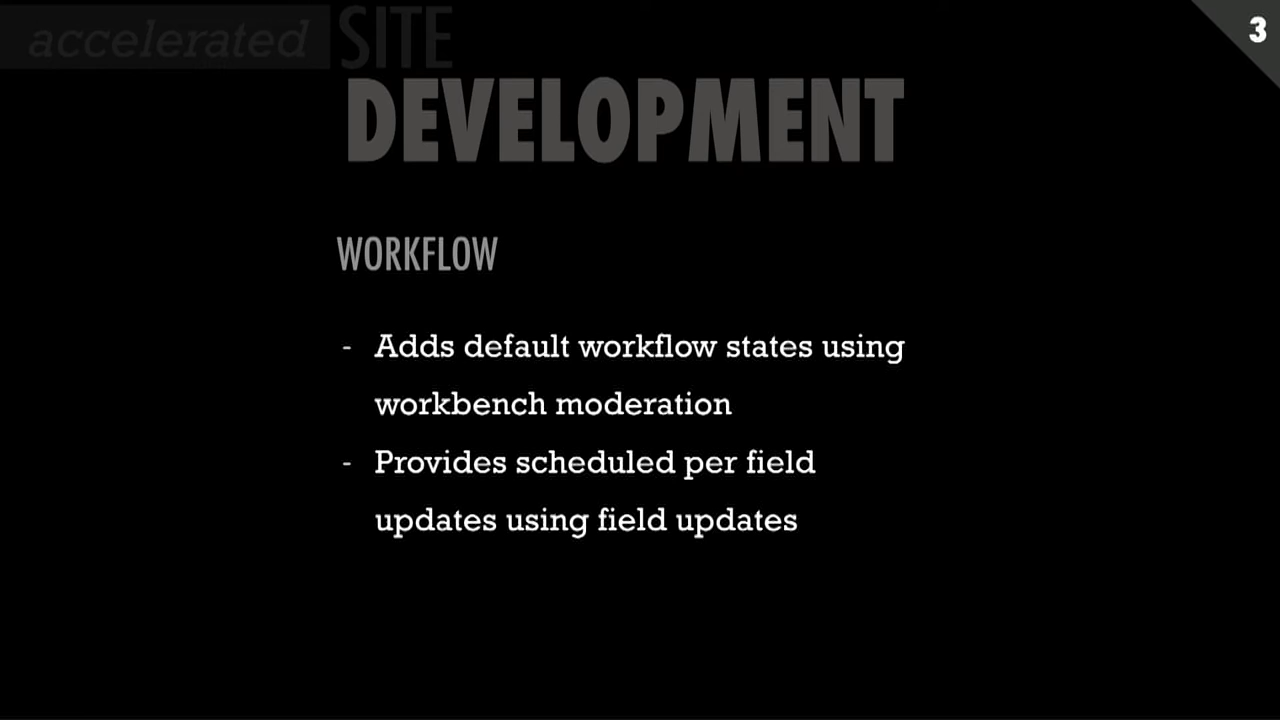 accelerated SITE
3
DEVELOPMENT
WORKFLOW
- Adds default workflow states using
workbench moderation
- Provides scheduled per field
updates using field updates